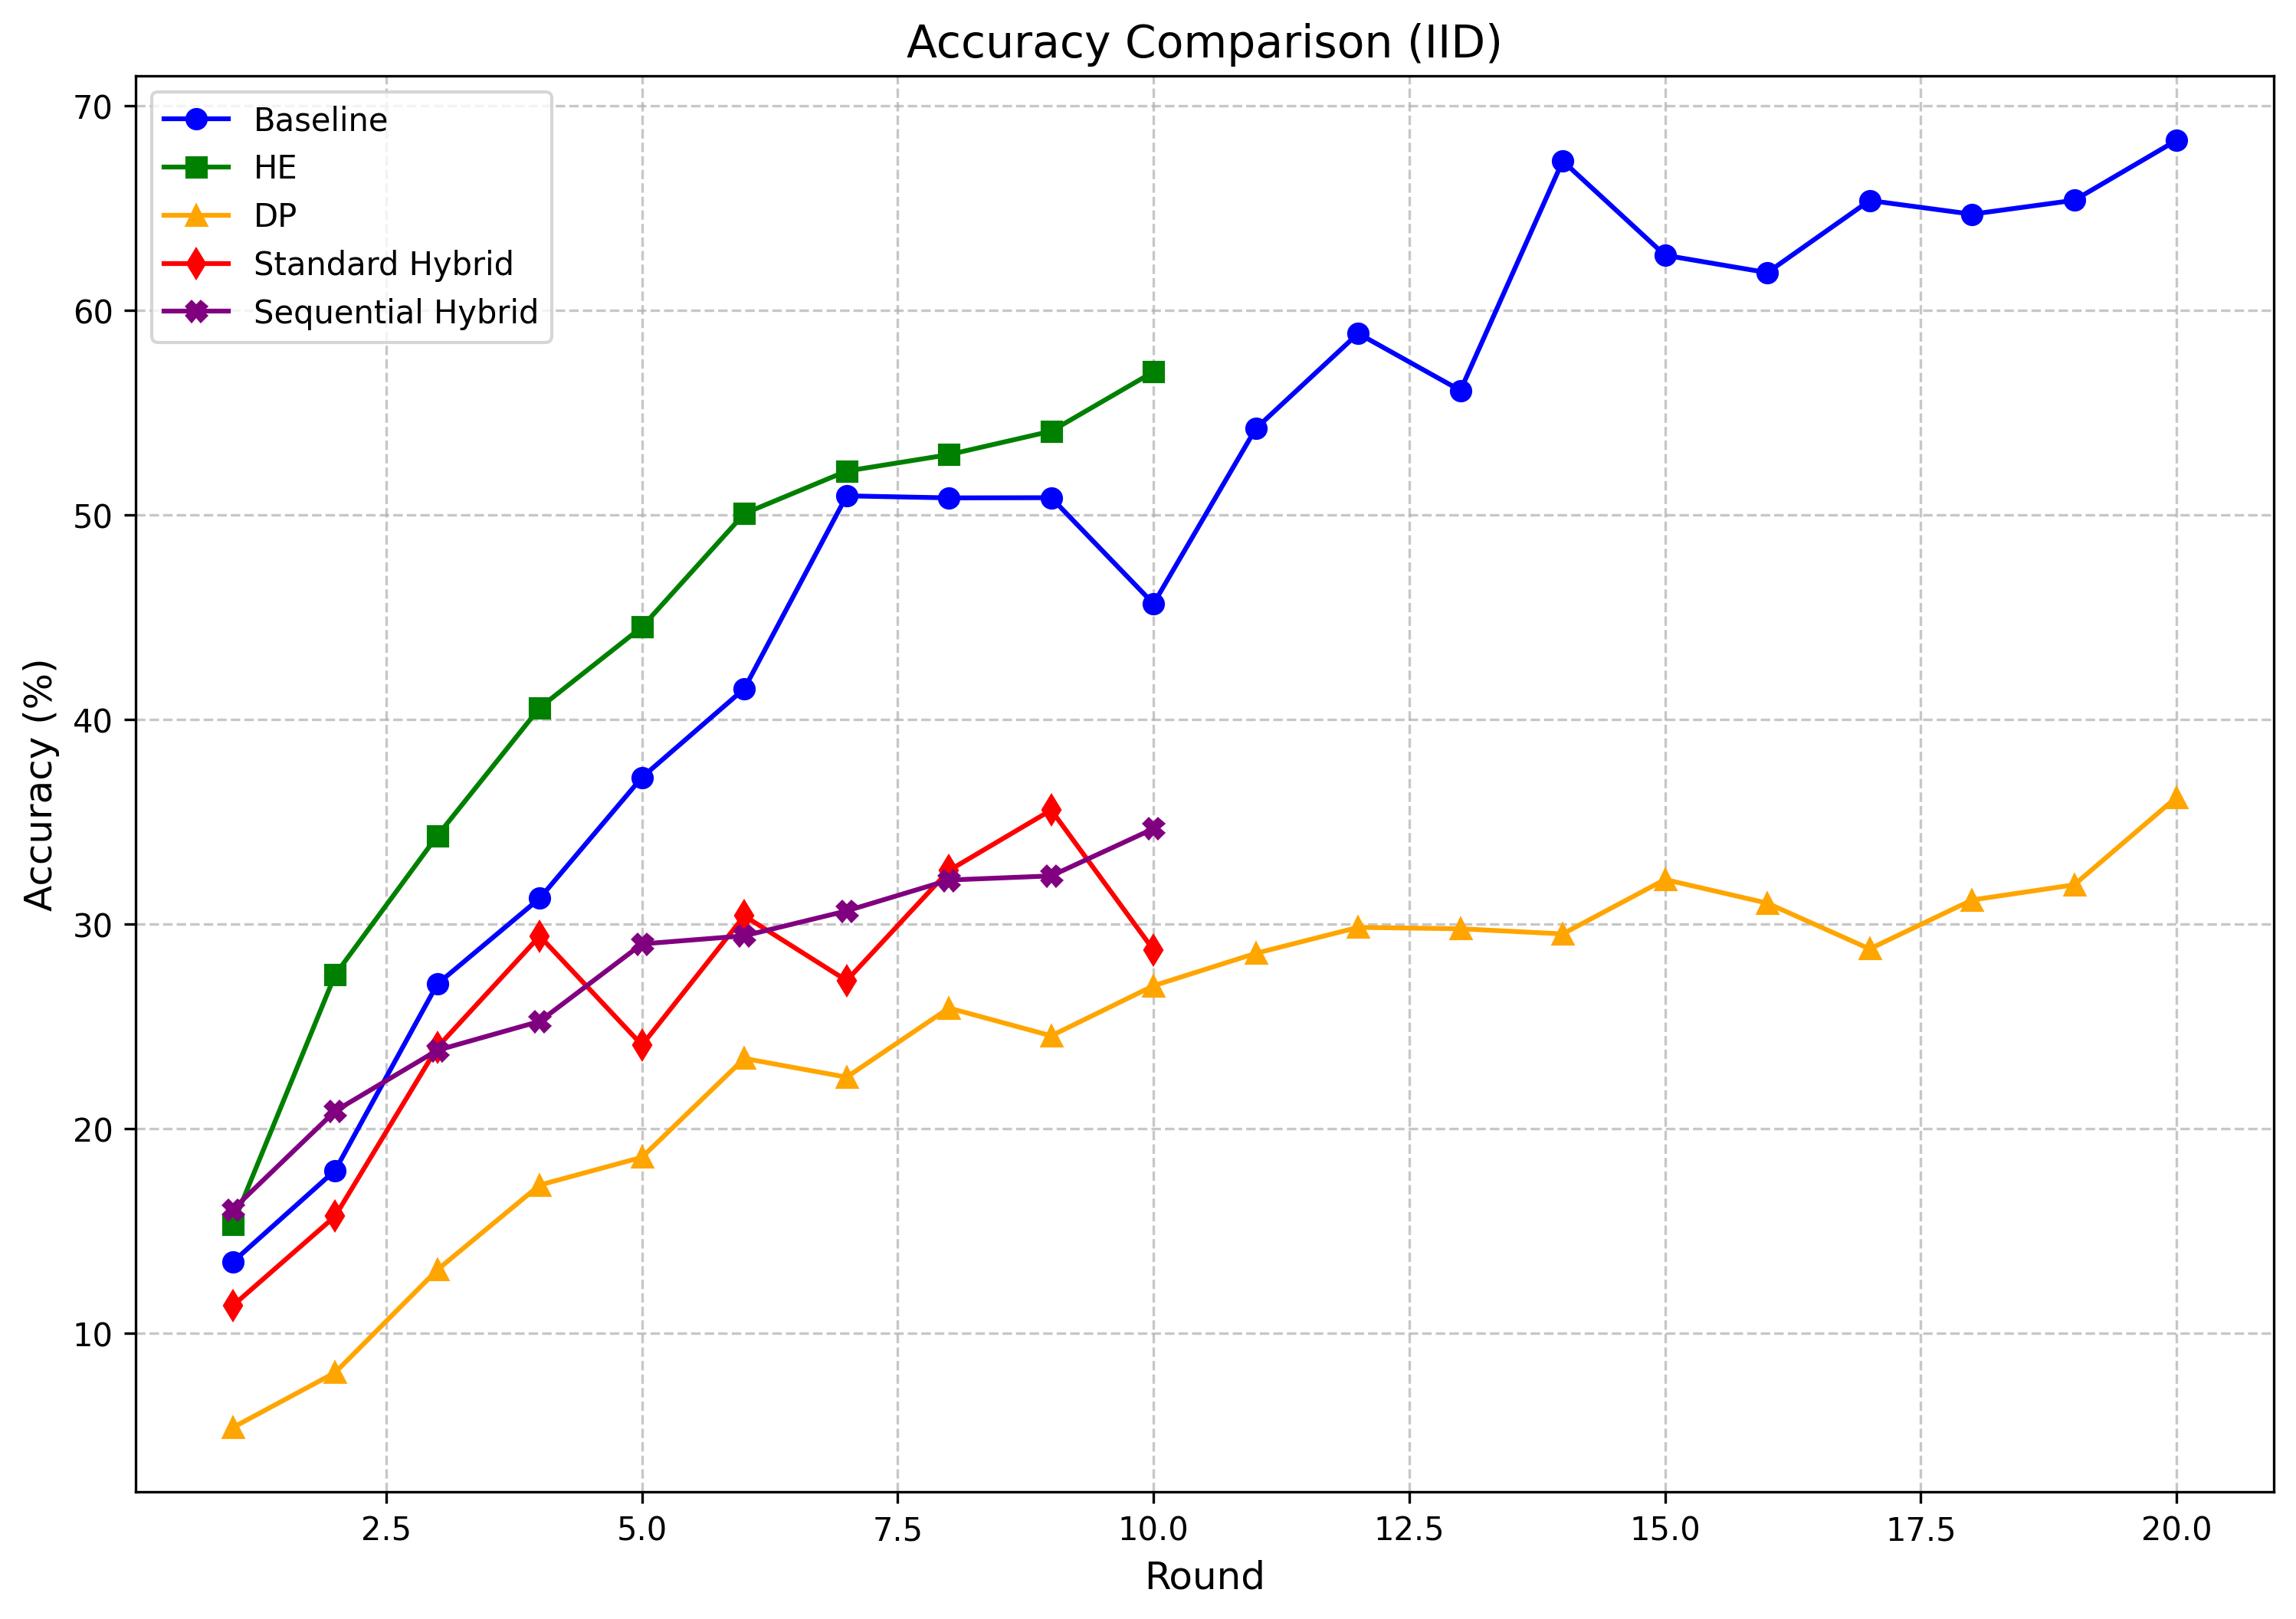 Accuracy Comparison (IID)
Baseline
HE
DP
Standard Hybrid
Sequential Hybrid
Accuracy (%)
70
60
50
40
30
20
10
2.5 5.0 7.5 10.0 12.5 15.0 17.5 20.0
Round